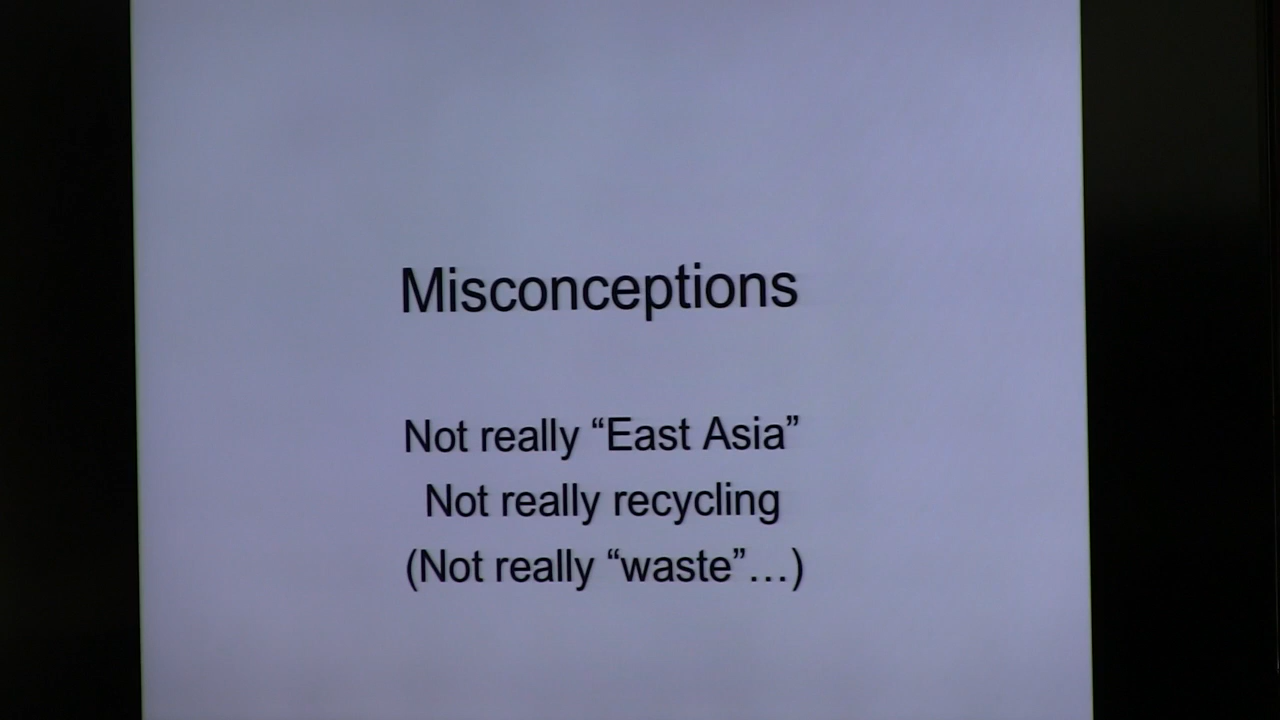 Misconceptions
Not really “East Asia”
Not really recycling
(Not really “waste”…)